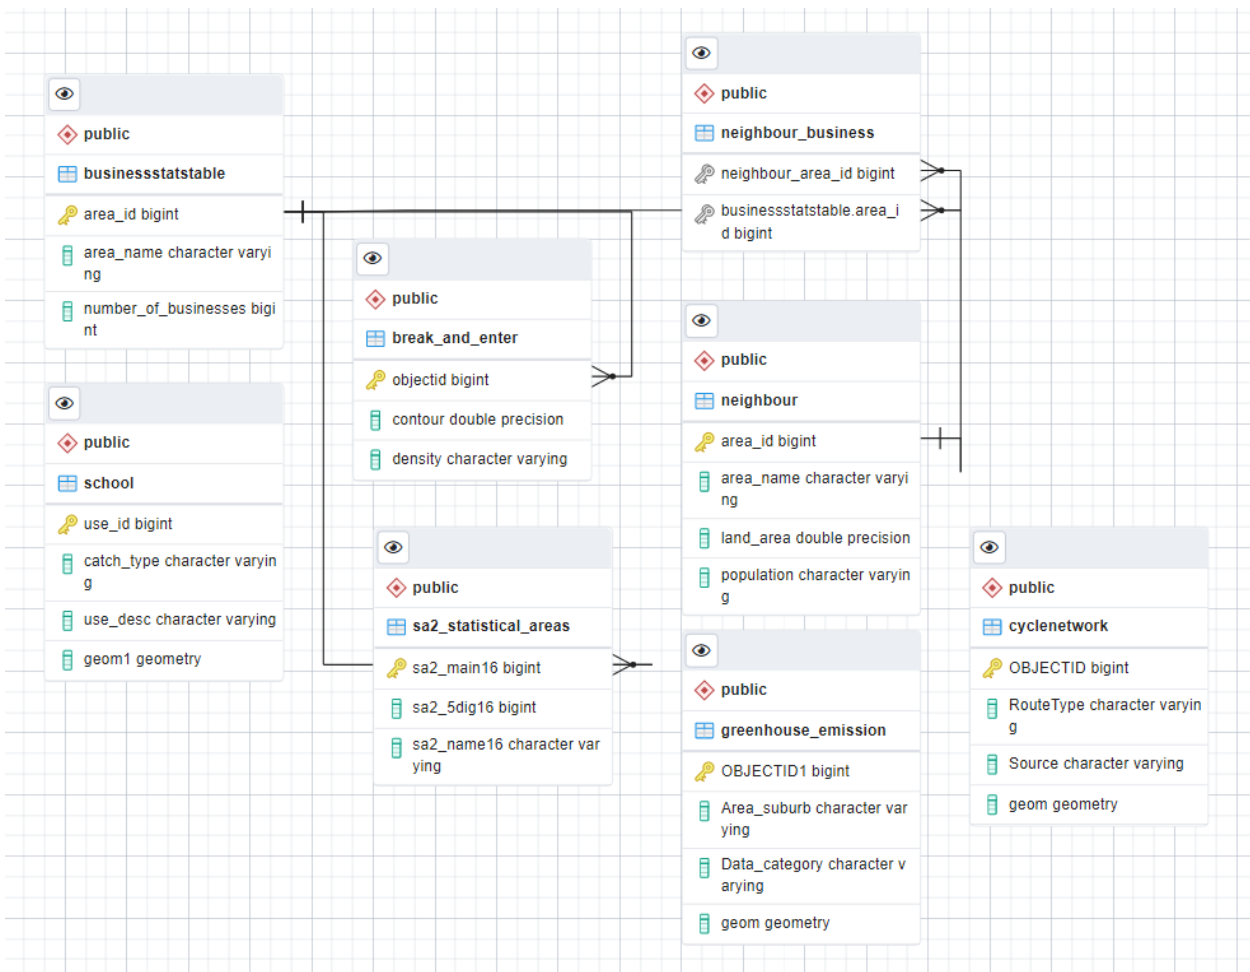 public
businessstatstable
area_id bigint
area_name character varyi
ng
number_of_businesses bigi
nt
public
school
use_id bigint
catch_type character varyin
g
use_desc character varying
geom1 geometry
public
break_and_enter
objectid bigint
contour double precision
density character varying
public
sa2_statistical_areas
sa2_main16 bigint
sa2_5dig16 bigint
sa2_name16 character var
ying
public
neighbour_business
neighbour_area_id bigint
businessstatstable.area_i
d bigint
public
neighbour
area_id bigint
area_name character varyi
ng
land_area double precision
population character varyin
g
public
greenhouse_emission
OBJECTID1 bigint
Area_suburb character var
ying
Data_category character v
arying
geom geometry
public
cyclenetwork
OBJECTID bigint
RouteType character varyin
g
Source character varying
geom geometry